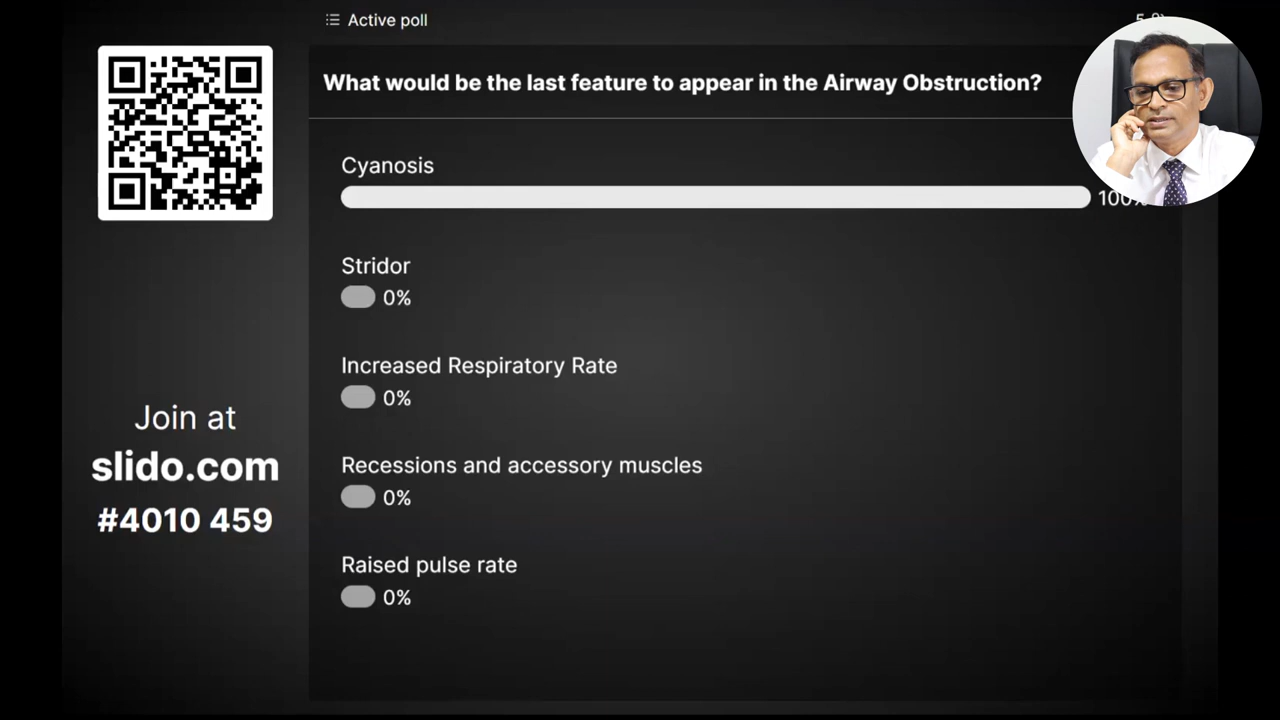 Active poll
What would be the last feature to appear in the Airway Obstruction?
Cyanosis
Stridor
0%
Increased Respiratory Rate
0%
Recessions and accessory muscles
0%
Raised pulse rate
0%
Join at
slido.com
#4010 459